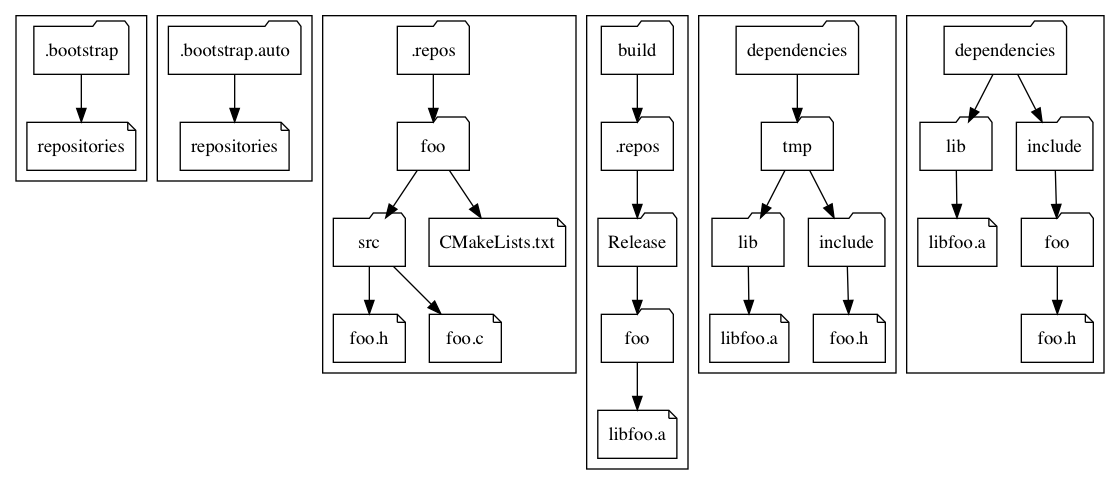 .bootstrap
repositories
.bootstrap.auto
repositories
.repos
foo
src
CMakeLists.txt
foo.h
foo.c
build
.repos
Release
foo
libfoo.a
dependencies
tmp
lib
include
libfoo.a
foo.h
dependencies
lib
include
libfoo.a
foo
foo.h